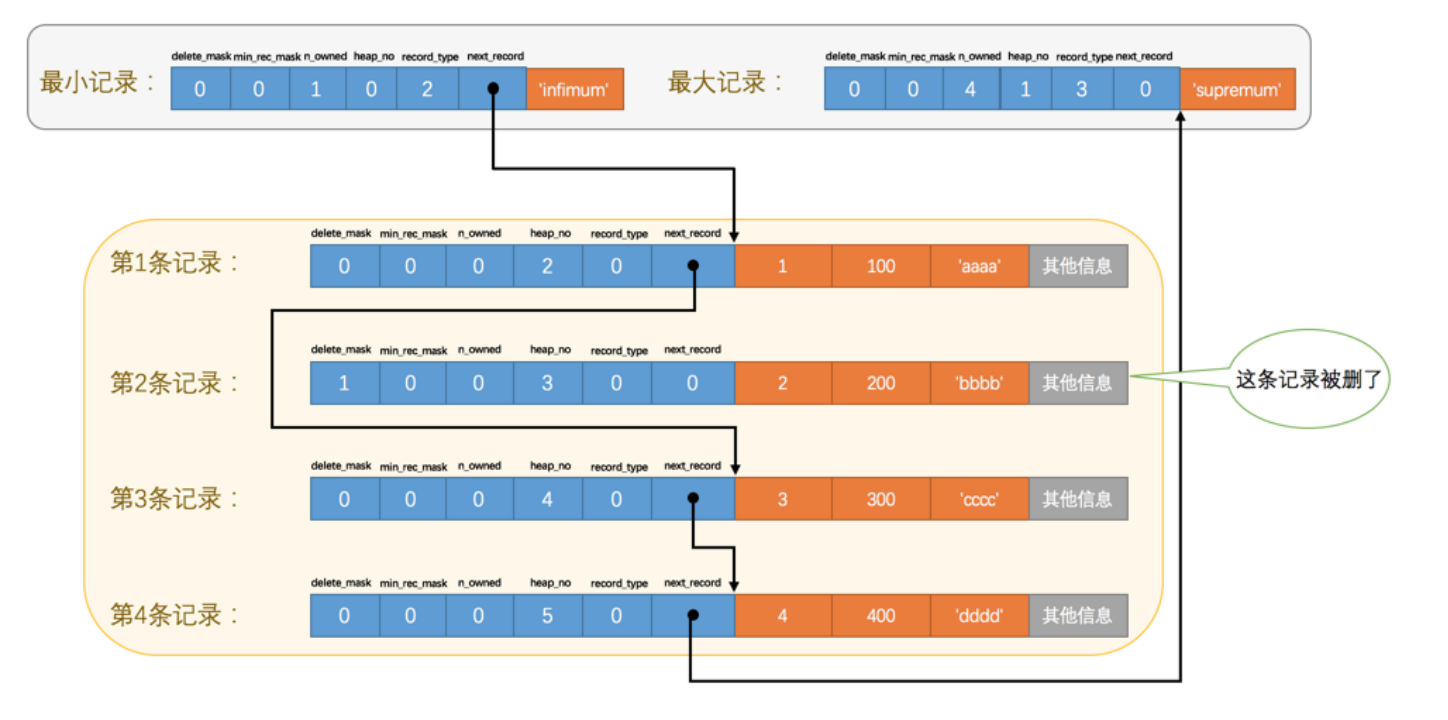 delete_mask min_rec_mask n_owned heap_no record_type next_record
delete_mask min_rec_mask n_owned heap_no record_type next_record
最小记录： 0 0 1 0 2 'infimum'
最大记录： 0 0 4 1 3 0 'supremum'
delete_mask min_rec_mask n_owned heap_no record_type next_record
第1条记录： 0 0 0 2 0 1 100 'aaaa' 其他信息
delete_mask min_rec_mask n_owned heap_no record_type next_record
第2条记录： 1 0 0 3 0 0 2 200 'bbbb' 其他信息
这条记录被删了
delete_mask min_rec_mask n_owned heap_no record_type next_record
第3条记录： 0 0 0 4 0 3 300 'cccc' 其他信息
delete_mask min_rec_mask n_owned heap_no record_type next_record
第4条记录： 0 0 0 5 0 4 400 'dddd' 其他信息